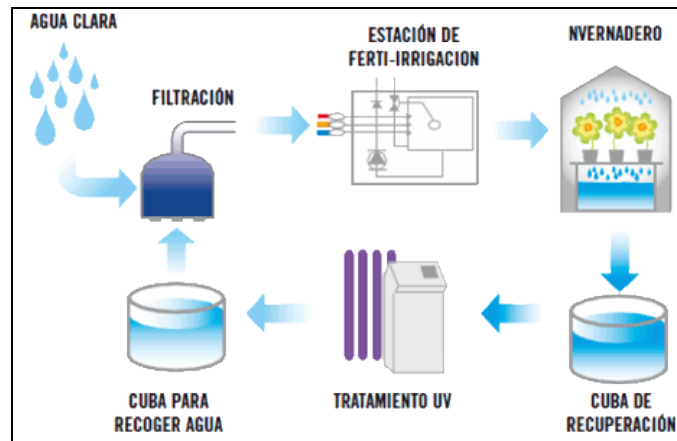 AGUA CLARA
FILTRACIÓN
ESTACIÓN DE
FERTI-IRRIGACION
NVERNADERO
CUBA PARA
RECOGER AGUA
TRATAMIENTO UV
CUBA DE
RECUPERACIÓN